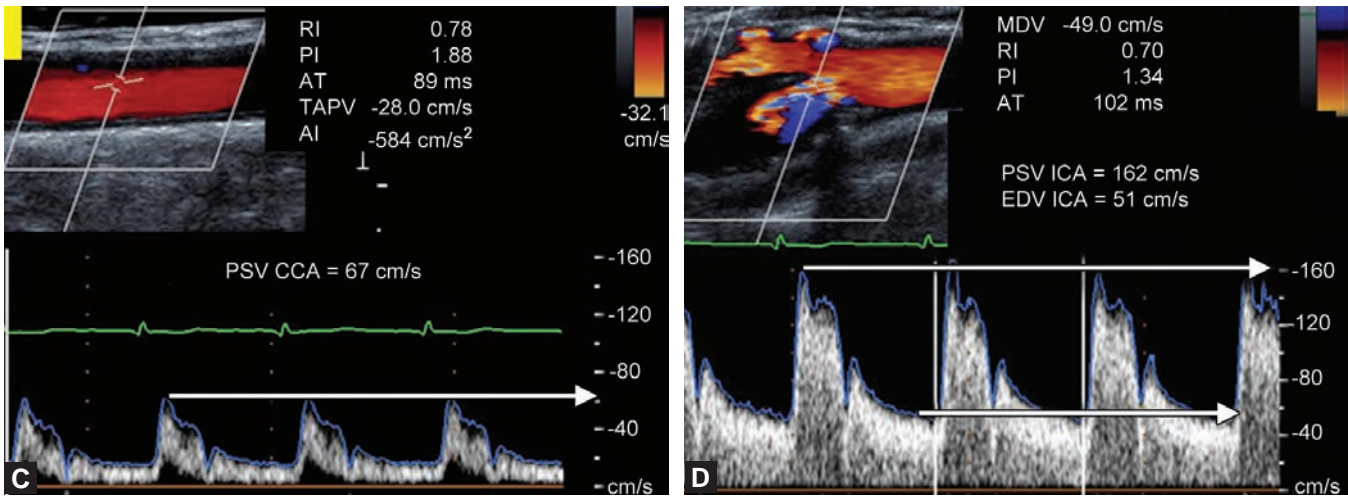 RI 0.78
PI 1.88
AT 89 ms
TAPV -28.0 cm/s
AI -584 cm/s²
-32.1
cm/s
PSV CCA = 67 cm/s
-160
-120
-80
-40
cm/s
C
MDV -49.0 cm/s
RI 0.70
PI 1.34
AT 102 ms
PSV ICA = 162 cm/s
EDV ICA = 51 cm/s
-160
-120
-80
-40
cm/s
D